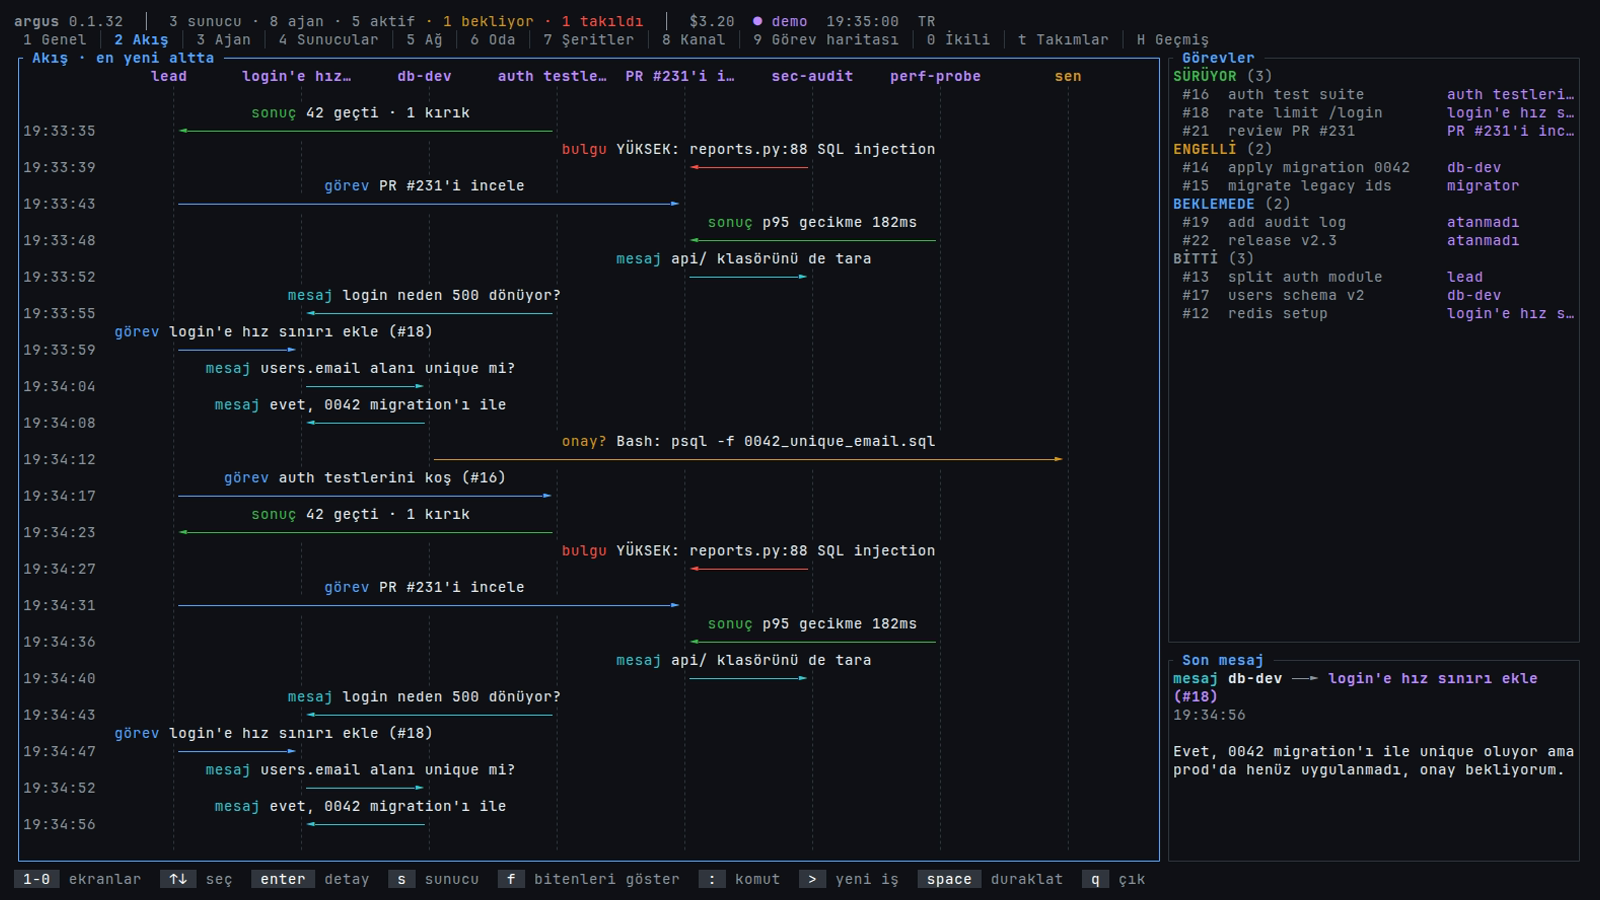 argus 0.1.32 │ 3 sunucu · 8 ajan · 5 aktif · 1 bekliyor · 1 takıldı │ $3.20 ● demo 19:35:00 TR
1 Genel │ 2 Akış │ 3 Ajan │ 4 Sunucular │ 5 Ağ │ 6 Oda │ 7 Şeritler │ 8 Kanal │ 9 Görev haritası │ 0 İkili │ t Takımlar │ H Geçmiş
Akış · en yeni altta
lead login'e hız… db-dev auth testle… PR #231'i i… sec-audit perf-probe sen
sonuç 42 geçti · 1 kırık
19:33:35
bulgu YÜKSEK: reports.py:88 SQL injection
19:33:39
görev PR #231'i incele
19:33:43
sonuç p95 gecikme 182ms
19:33:48
mesaj api/ klasörünü de tara
19:33:52
mesaj login neden 500 dönüyor?
19:33:55
görev login'e hız sınırı ekle (#18)
19:33:59
mesaj users.email alanı unique mi?
19:34:04
mesaj evet, 0042 migration'ı ile
19:34:08
onay? Bash: psql -f 0042_unique_email.sql
19:34:12
görev auth testlerini koş (#16)
19:34:17
sonuç 42 geçti · 1 kırık
19:34:23
bulgu YÜKSEK: reports.py:88 SQL injection
19:34:27
görev PR #231'i incele
19:34:31
sonuç p95 gecikme 182ms
19:34:36
mesaj api/ klasörünü de tara
19:34:40
mesaj login neden 500 dönüyor?
19:34:43
görev login'e hız sınırı ekle (#18)
19:34:47
mesaj users.email alanı unique mi?
19:34:52
mesaj evet, 0042 migration'ı ile
19:34:56
Görevler
SÜRÜYOR (3)
#16 auth test suite auth testleri…
#18 rate limit /login login'e hız s…
#21 review PR #231 PR #231'i inc…
ENGELLİ (2)
#14 apply migration 0042 db-dev
#15 migrate legacy ids migrator
BEKLEMEDE (2)
#19 add audit log atanmadı
#22 release v2.3 atanmadı
BİTTİ (3)
#13 split auth module lead
#17 users schema v2 db-dev
#12 redis setup login'e hız s…
Son mesaj
mesaj db-dev ──► login'e hız sınırı ekle
(#18)
19:34:56
Evet, 0042 migration'ı ile unique oluyor ama
prod'da henüz uygulanmadı, onay bekliyorum.
1-0 ekranlar ↑↓ seç enter detay s sunucu f bitenleri göster : komut > yeni iş space duraklat q çık